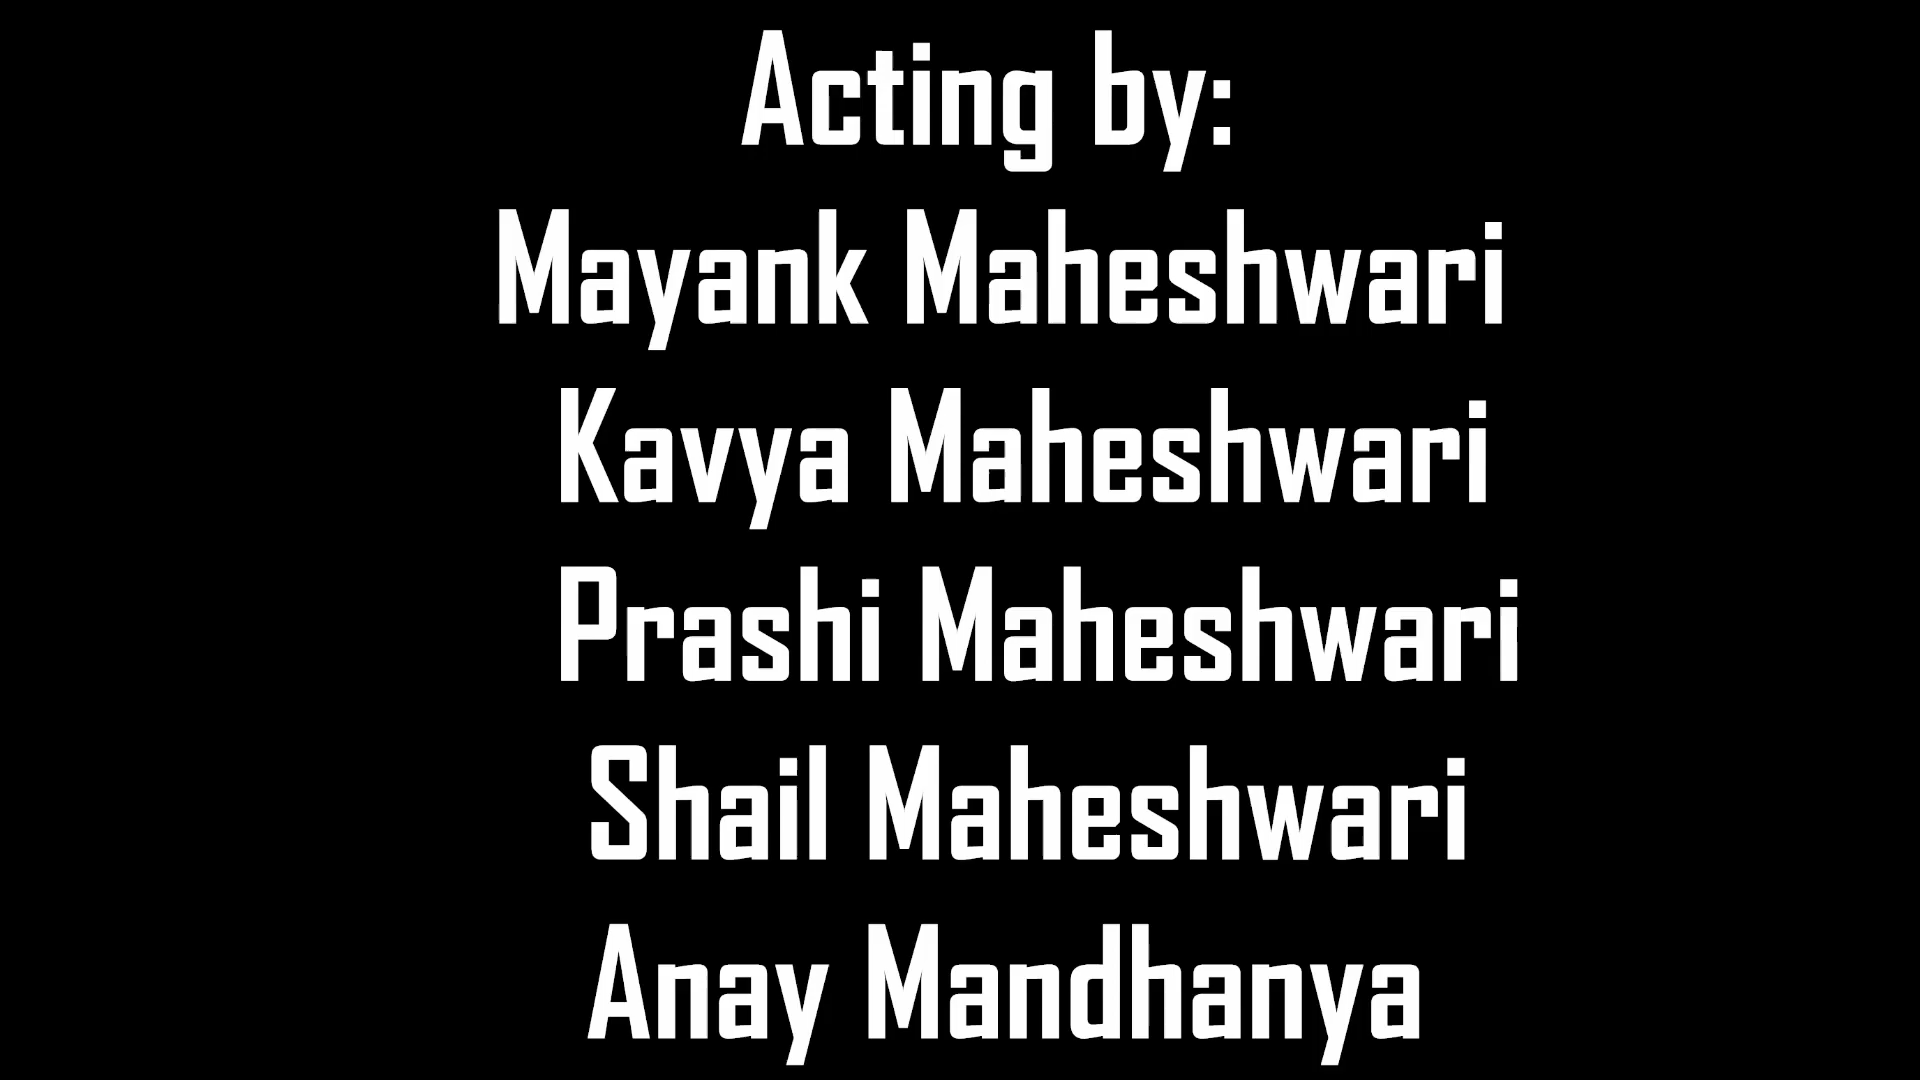 Acting by:
Mayank Maheshwari
Kavya Maheshwari
Prashi Maheshwari
Shail Maheshwari
Anay Mandhanya